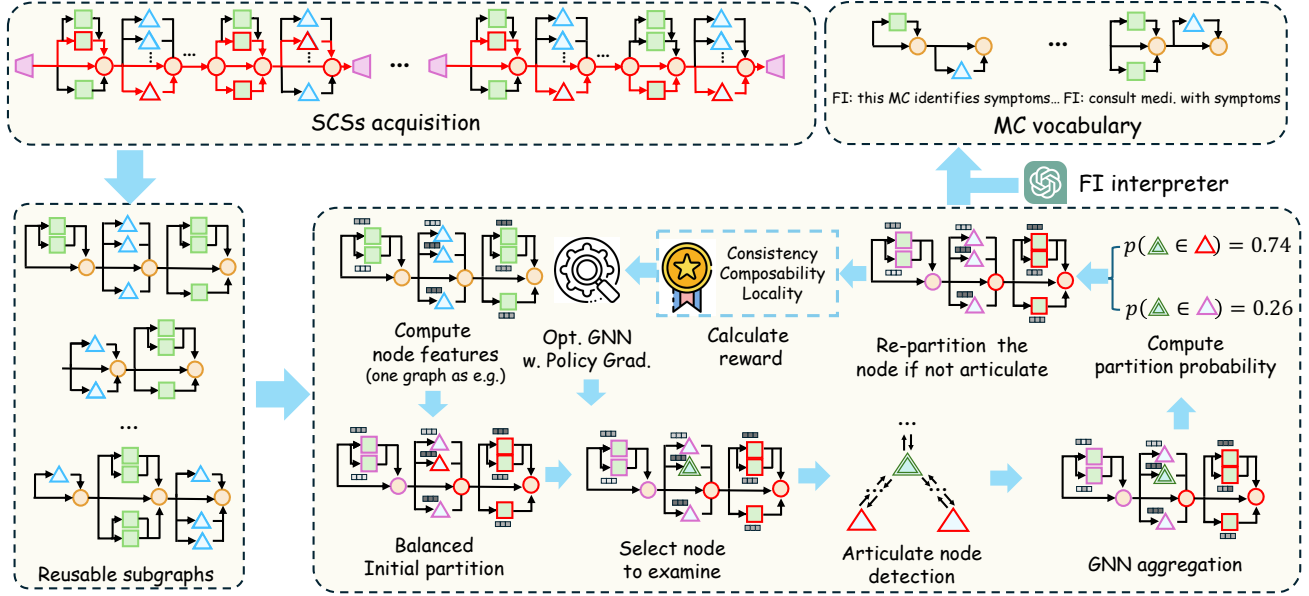 SCSs acquisition
FI: this MC identifies symptoms... FI: consult medi. with symptoms
MC vocabulary
FI interpreter
Reusable subgraphs
Compute
node features
(one graph as e.g.)
Opt. GNN
w. Policy Grad.
Consistency
Composability
Locality
Calculate
reward
Re-partition the
node if not articulate
p(△ ∈ △) = 0.74
p(△ ∈ △) = 0.26
Compute
partition probability
Balanced
Initial partition
Select node
to examine
Articulate node
detection
GNN aggregation